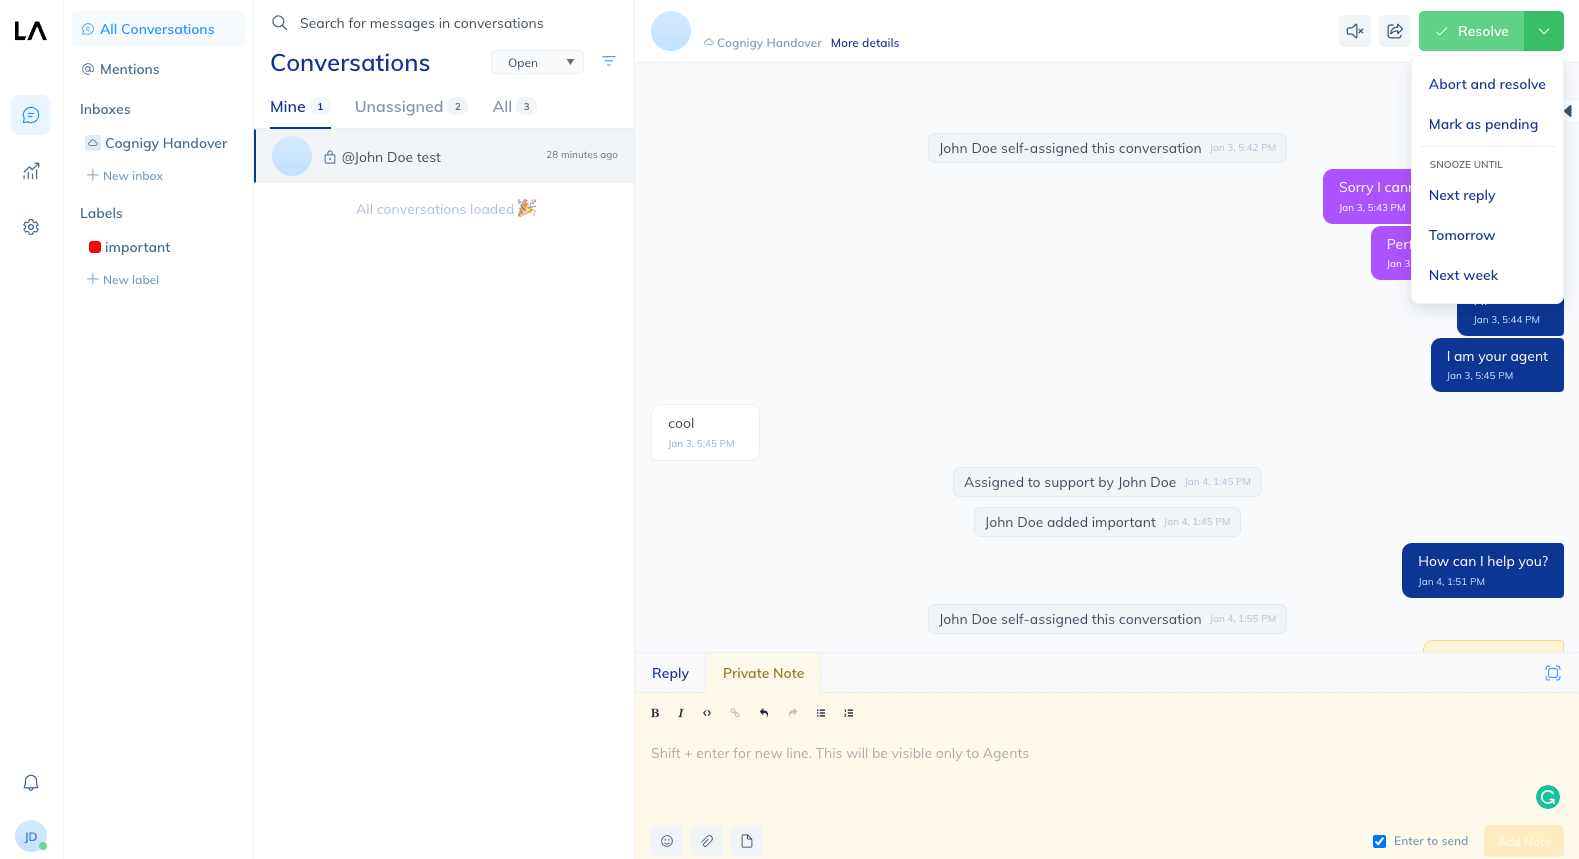 LA
All Conversations
Mentions
Inboxes
Cognigy Handover
New inbox
Labels
important
New label
JD
Search for messages in conversations
Conversations
Open
Mine 1
Unassigned 2
All 3
@John Doe test
28 minutes ago
All conversations loaded
Cognigy Handover More details
Resolve
Abort and resolve
Mark as pending
SNOOZE UNTIL
Next reply
Tomorrow
Next week
John Doe self-assigned this conversation Jan 3, 5:42 PM
Sorry I
Jan 3, 5:43 PM
Jan 3
Jan 3, 5:44 PM
I am your agent
Jan 3, 5:45 PM
cool
Jan 3, 5:45 PM
Assigned to support by John Doe Jan 4, 1:45 PM
John Doe added important Jan 4, 1:45 PM
How can I help you?
Jan 4, 1:51 PM
John Doe self-assigned this conversation Jan 4, 1:55 PM
Reply
Private Note
B I
Shift + enter for new line. This will be visible only to Agents
Enter to send
Add Note